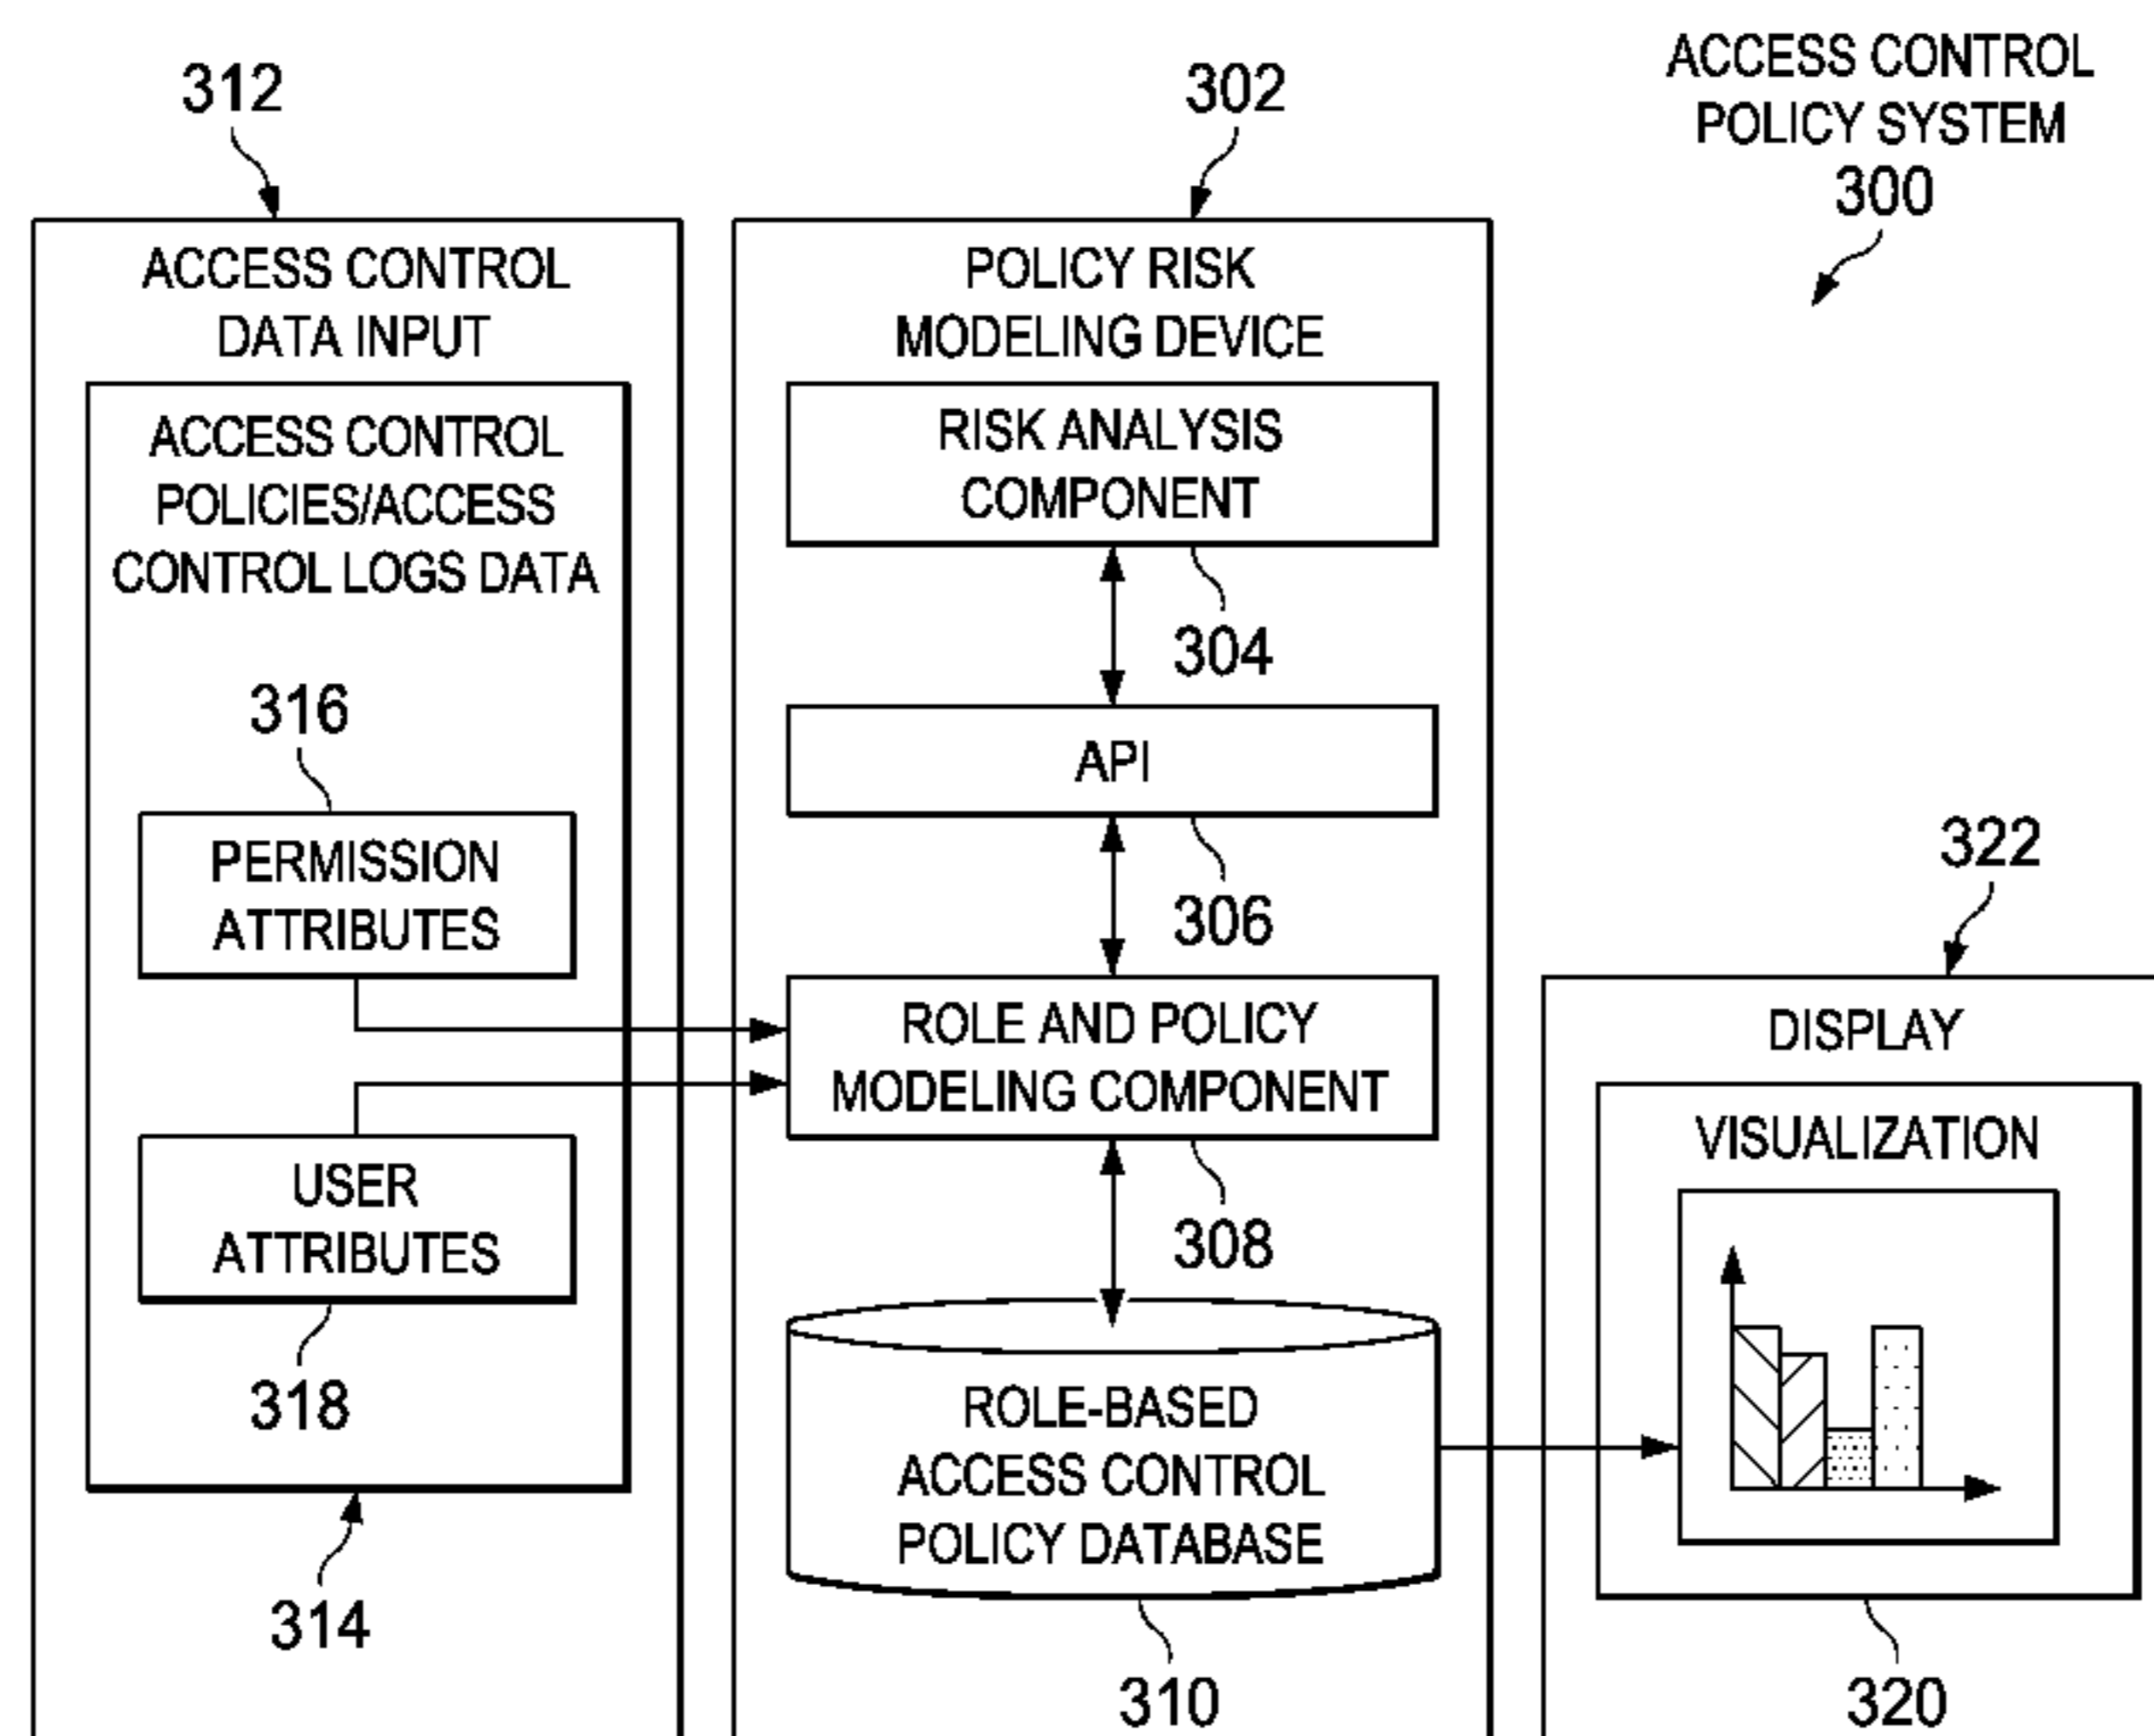 ACCESS CONTROL
POLICY SYSTEM
300
312
ACCESS CONTROL
DATA INPUT
ACCESS CONTROL
POLICIES/ACCESS
CONTROL LOGS DATA
316
PERMISSION
ATTRIBUTES
USER
ATTRIBUTES
318
314
302
POLICY RISK
MODELING DEVICE
RISK ANALYSIS
COMPONENT
304
API
306
ROLE AND POLICY
MODELING COMPONENT
308
ROLE-BASED
ACCESS CONTROL
POLICY DATABASE
310
322
DISPLAY
VISUALIZATION
320